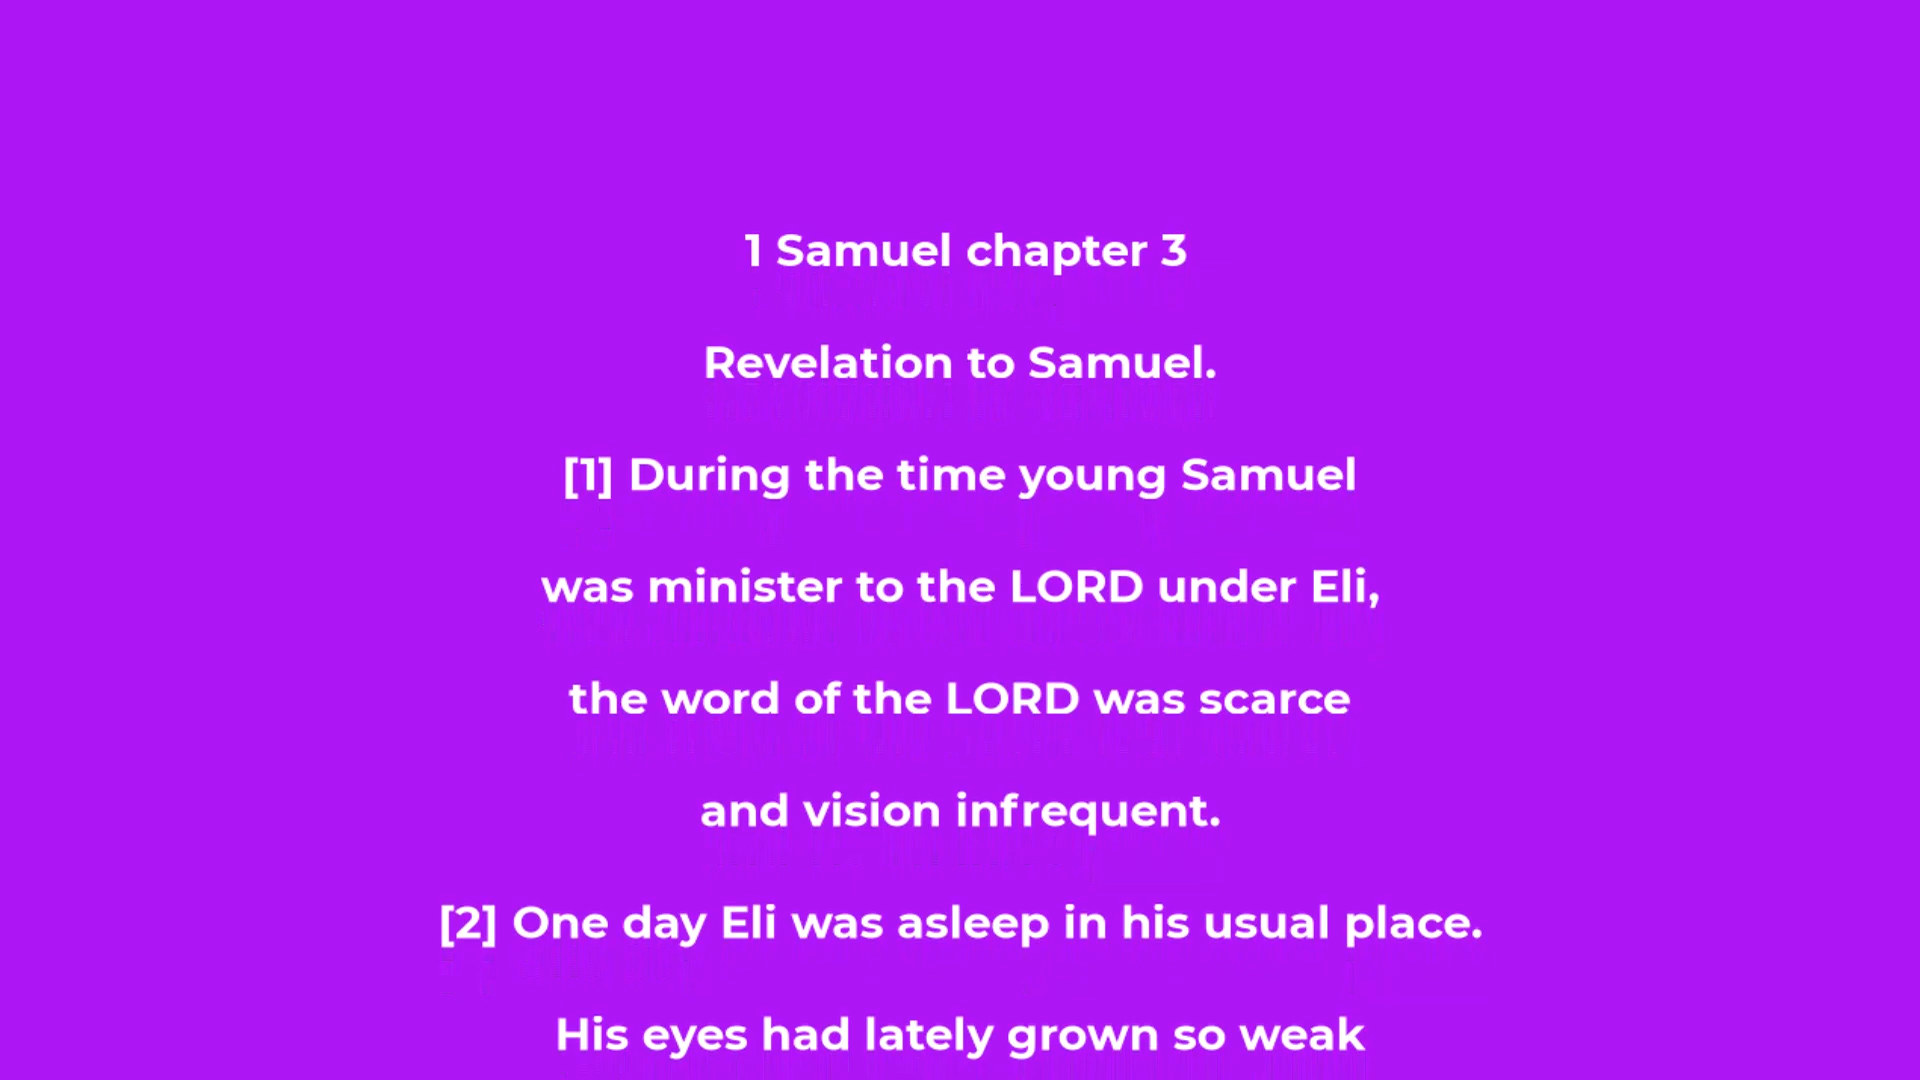 1 Samuel chapter 3
Revelation to Samuel.
[1] During the time young Samuel
was minister to the LORD under Eli,
the word of the LORD was scarce
and vision infrequent.
[2] One day Eli was asleep in his usual place.
His eyes had lately grown so weak